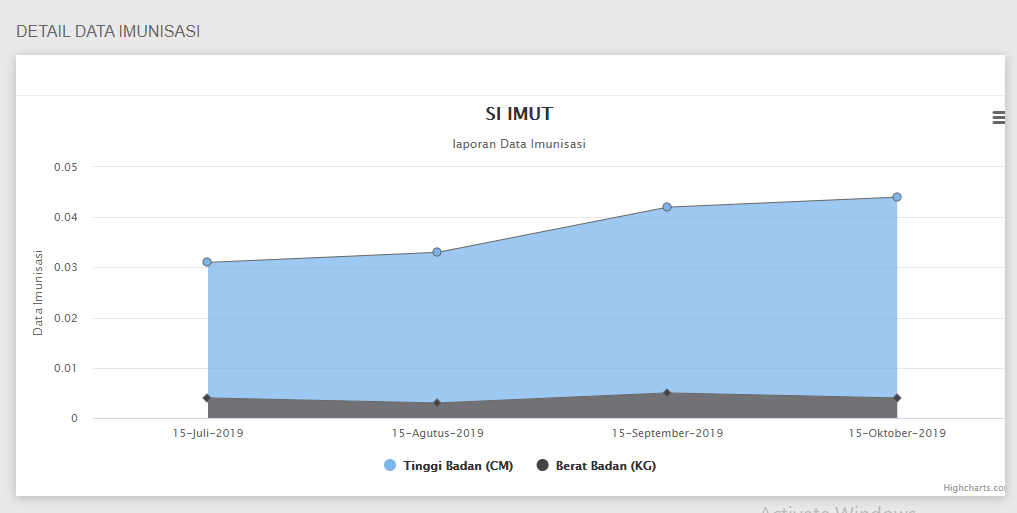 DETAIL DATA IMUNISASI
SI IMUT
laporan Data Imunisasi
0.05
0.04
0.03
0.02
0.01
0
Data Imunisasi
15-Juli-2019
15-Agutus-2019
15-September-2019
15-Oktober-2019
Tinggi Badan (CM)
Berat Badan (KG)
Highcharts.co
Activate Windows